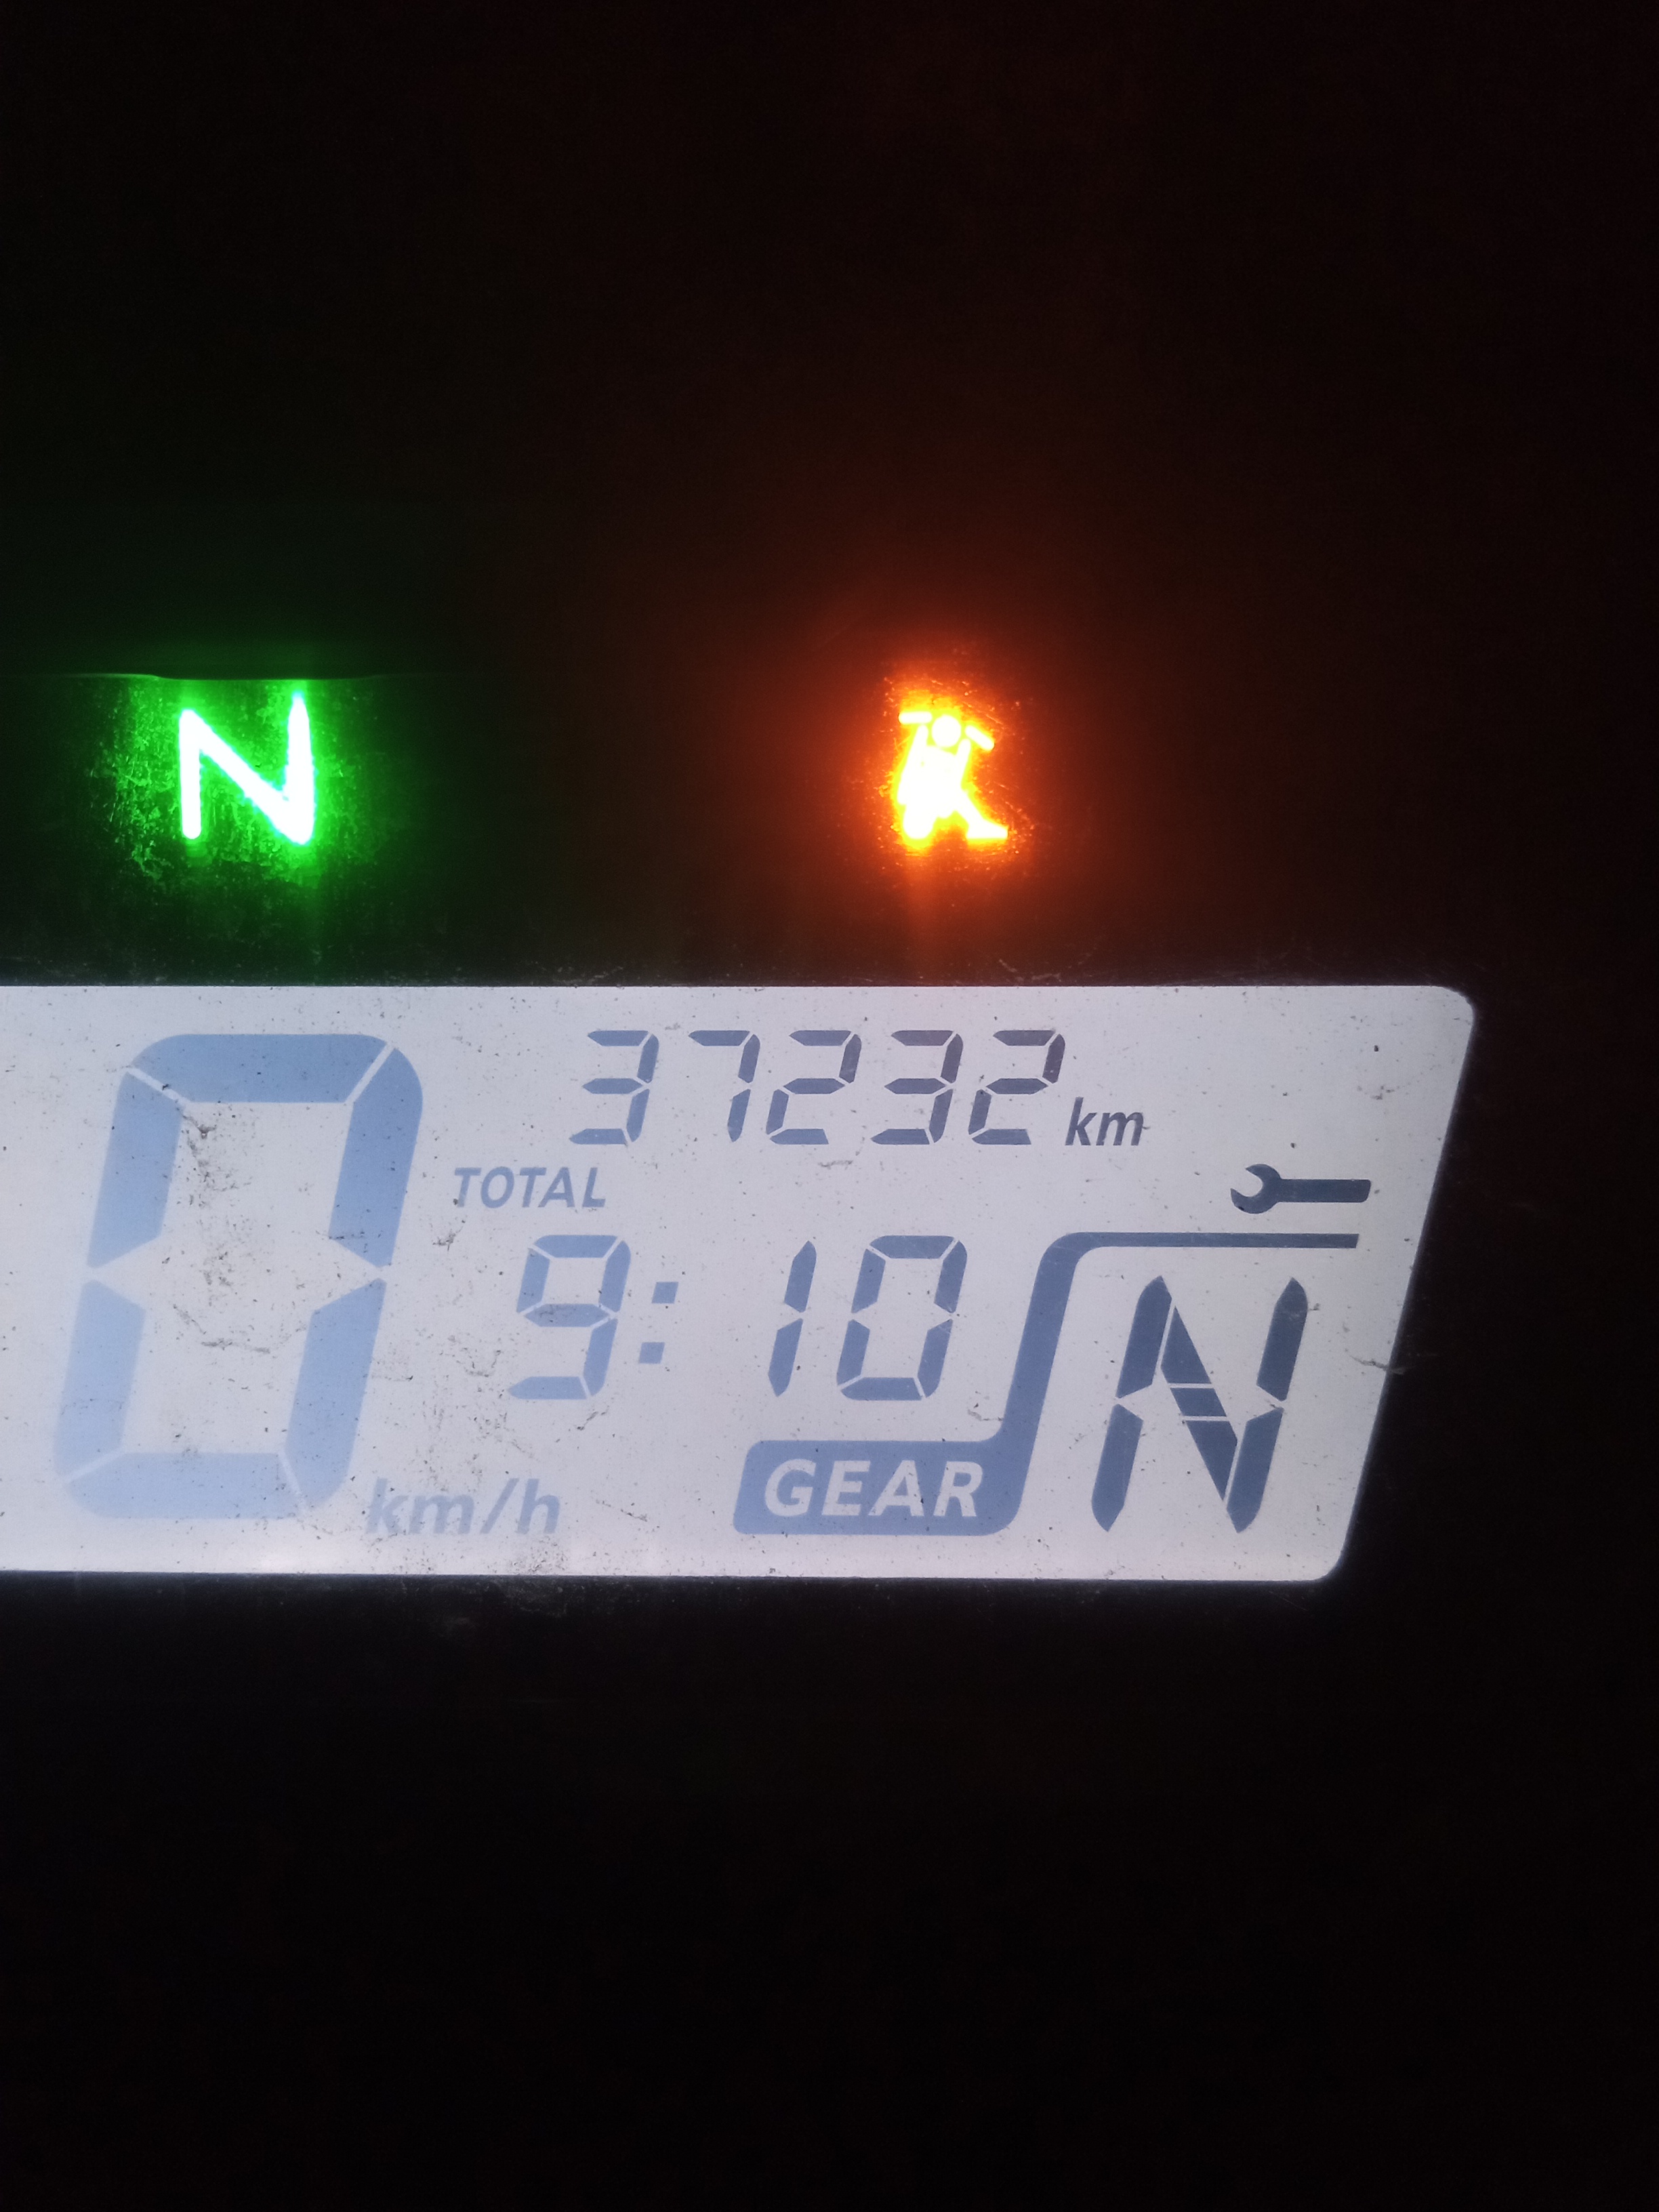 N
37232 km
TOTAL
9:10
0 km/h
GEAR N